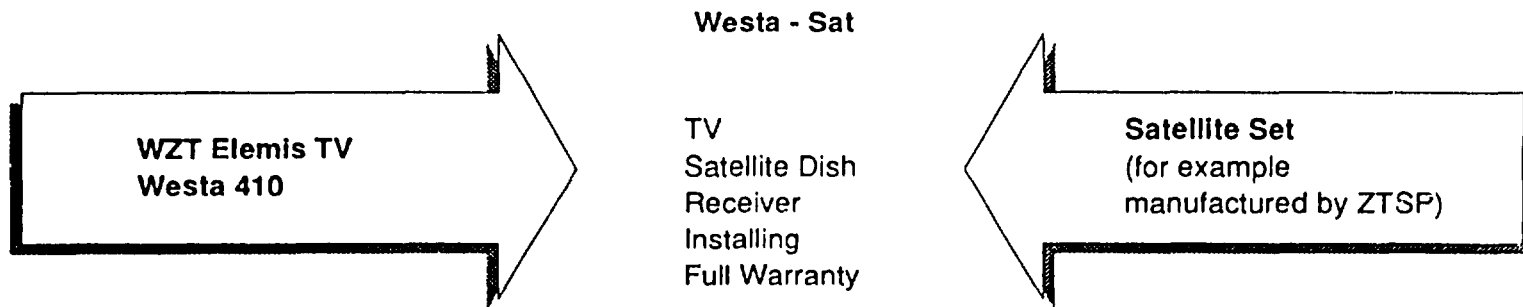 Westa - Sat
WZT Elemis TV
Westa 410
TV
Satellite Dish
Receiver
Installing
Full Warranty
Satellite Set
(for example
manufactured by ZTSP)